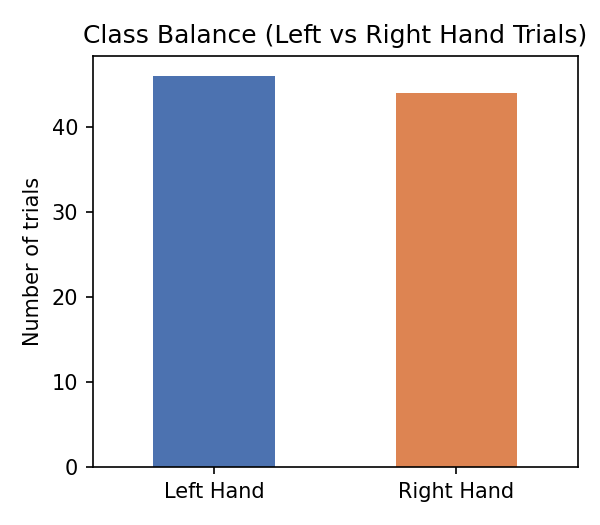 Class Balance (Left vs Right Hand Trials)
Number of trials
40
30
20
10
0
Left Hand
Right Hand